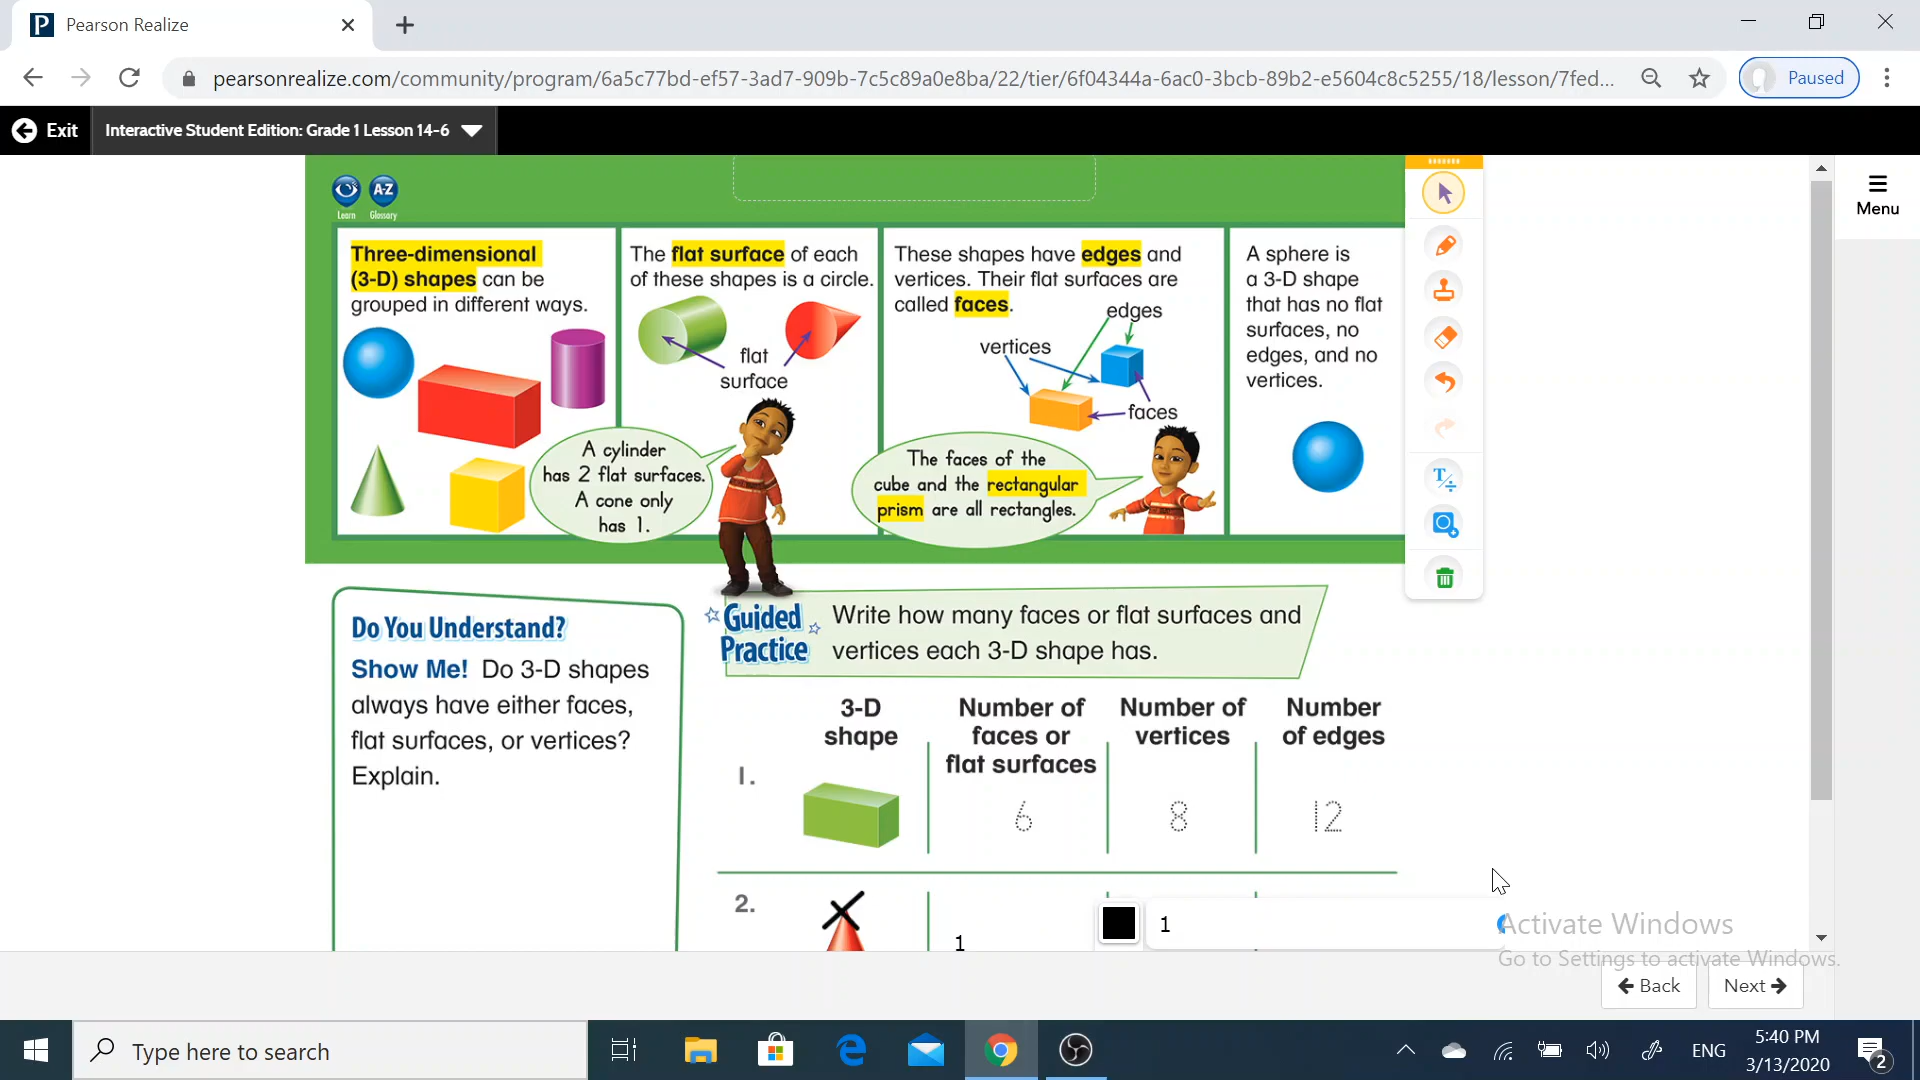 Pearson Realize
pearsonrealize.com/community/program/6a5c77bd-ef57-3ad7-909b-7c5c89a0e8ba/22/tier/6f04344a-6ac0-3bcb-89b2-e5604c8c5255/18/lesson/7fed...
Paused
Exit
Interactive Student Edition: Grade 1 Lesson 14-6
Menu
A-Z
Learn
Glossary
Three-dimensional
(3-D) shapes can be
grouped in different ways.
The flat surface of each
of these shapes is a circle.
flat
surface
A cylinder
has 2 flat surfaces.
A cone only
has 1.
These shapes have edges and
vertices. Their flat surfaces are
called faces.
edges
vertices
faces
The faces of the
cube and the rectangular
prism are all rectangles.
A sphere is
a 3-D shape
that has no flat
surfaces, no
edges, and no
vertices.
Do You Understand?
Show Me! Do 3-D shapes
always have either faces,
flat surfaces, or vertices?
Explain.
Guided
Practice
Write how many faces or flat surfaces and
vertices each 3-D shape has.
3-D
shape
Number of
faces or
flat surfaces
Number of
vertices
Number
of edges
1.
6
8
12
2.
1
1
Activate Windows
Go to Settings to activate Windows.
Back
Next
Type here to search
ENG
5:40 PM
3/13/2020
2